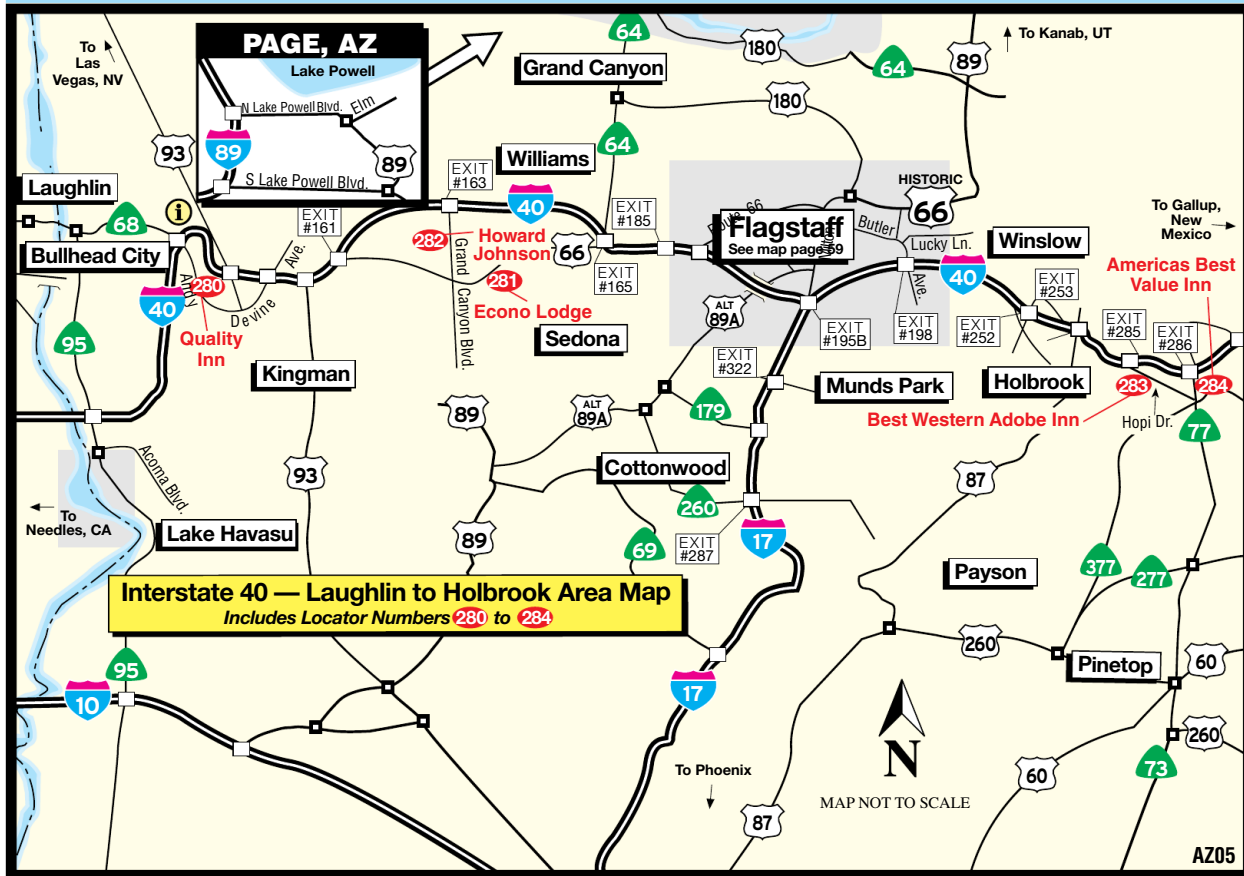 To
Las
Vegas, NV
PAGE, AZ
Lake Powell
N Lake Powell Blvd.
Elm
89
89
S Lake Powell Blvd.
64
180
Grand Canyon
64
89
To Kanab, UT
180
93
Laughlin
68
i
Bullhead City
EXIT
#161
Ave.
EXIT
#163
Williams
64
40
282
Howard
Johnson
66
EXIT
#185
EXIT
#165
Route 66
Flagstaff
See map page 59
Milton
Butler
HISTORIC
66
Lucky Ln.
Ave.
Winslow
To Gallup,
New
Mexico
Americas Best
Value Inn
40
280
Andy
Devine
Quality
Inn
40
95
Grand Canyon Blvd.
281
Econo Lodge
Sedona
ALT
89A
EXIT
#195B
EXIT
#198
EXIT
#252
EXIT
#253
EXIT
#285
EXIT
#286
EXIT
#322
Kingman
Munds Park
Holbrook
283
284
Best Western Adobe Inn
Hopi Dr.
77
89
ALT
89A
179
93
Cottonwood
87
Acoma Blvd.
To
Needles, CA
Lake Havasu
89
260
69
EXIT
#287
17
Payson
377
277
Interstate 40 — Laughlin to Holbrook Area Map
Includes Locator Numbers 280 to 284
95
10
17
260
Pinetop
60
260
73
60
N
MAP NOT TO SCALE
To Phoenix
87
AZ05